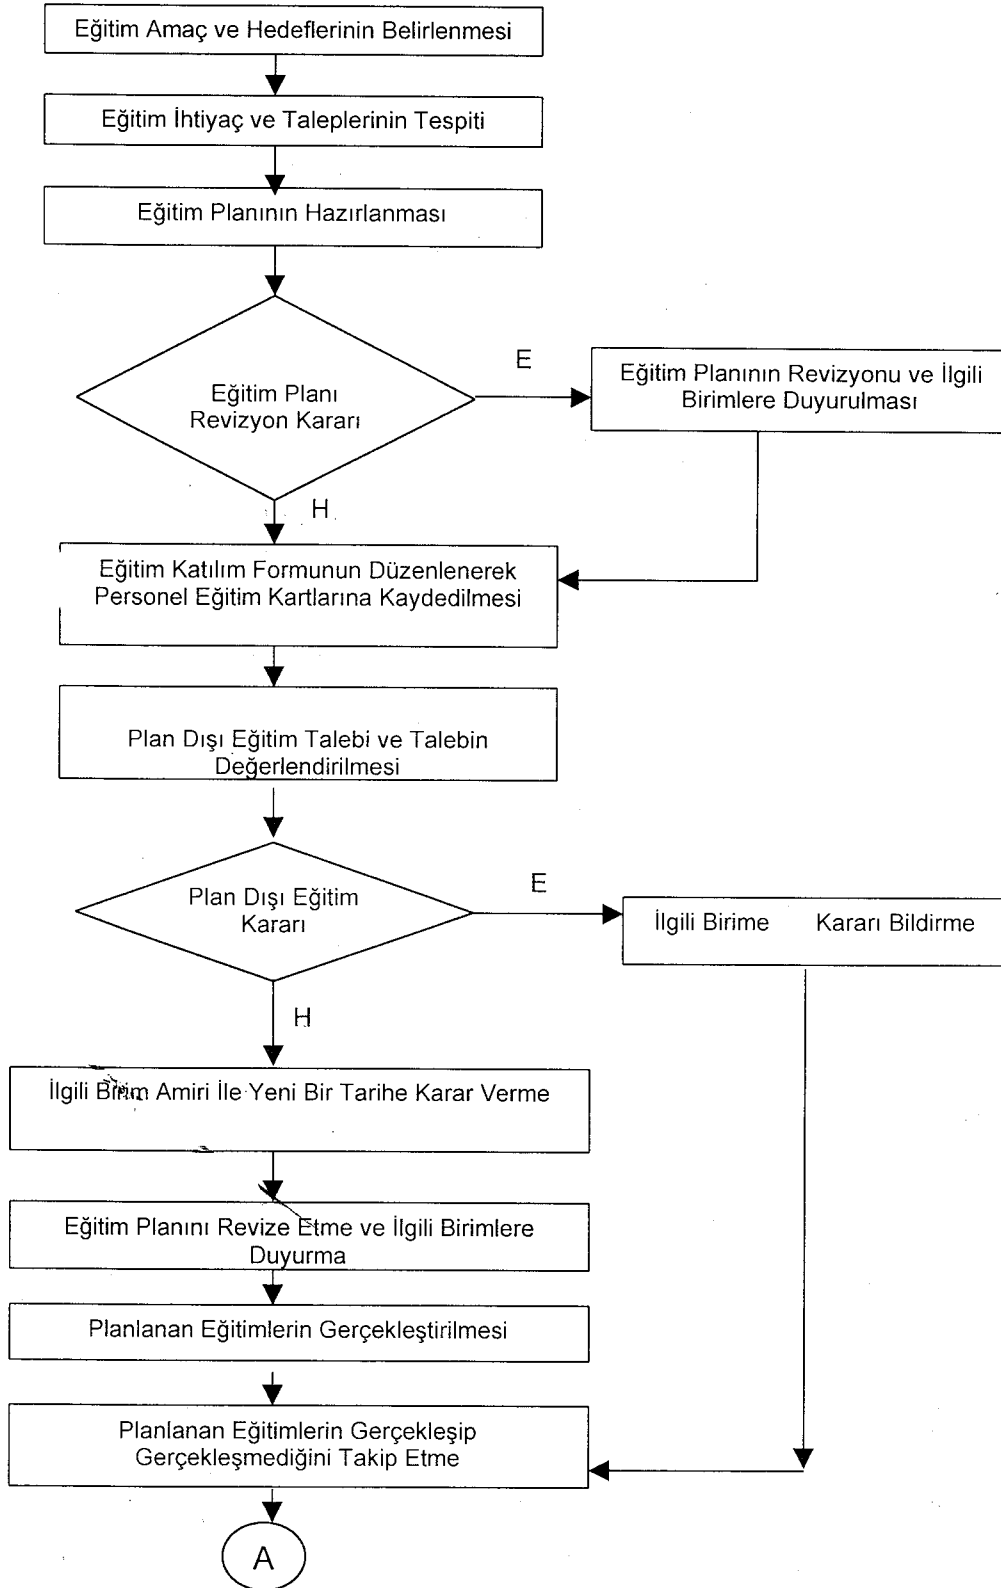 Eğitim Amaç ve Hedeflerinin Belirlenmesi
Eğitim İhtiyaç ve Taleplerinin Tespiti
Eğitim Planının Hazırlanması
Eğitim Planı
Revizyon Kararı
E
Eğitim Planının Revizyonu ve İlgili
Birimlere Duyurulması
H
Eğitim Katılım Formunun Düzenlenerek
Personel Eğitim Kartlarına Kaydedilmesi
Plan Dışı Eğitim Talebi ve Talebin
Değerlendirilmesi
Plan Dışı Eğitim
Kararı
E
İlgili Birime Kararı Bildirme
H
İlgili Birim Amiri İle Yeni Bir Tarihe Karar Verme
Eğitim Planını Revize Etme ve İlgili Birimlere
Duyurma
Planlanan Eğitimlerin Gerçekleştirilmesi
Planlanan Eğitimlerin Gerçekleşip
Gerçekleşmediğini Takip Etme
A